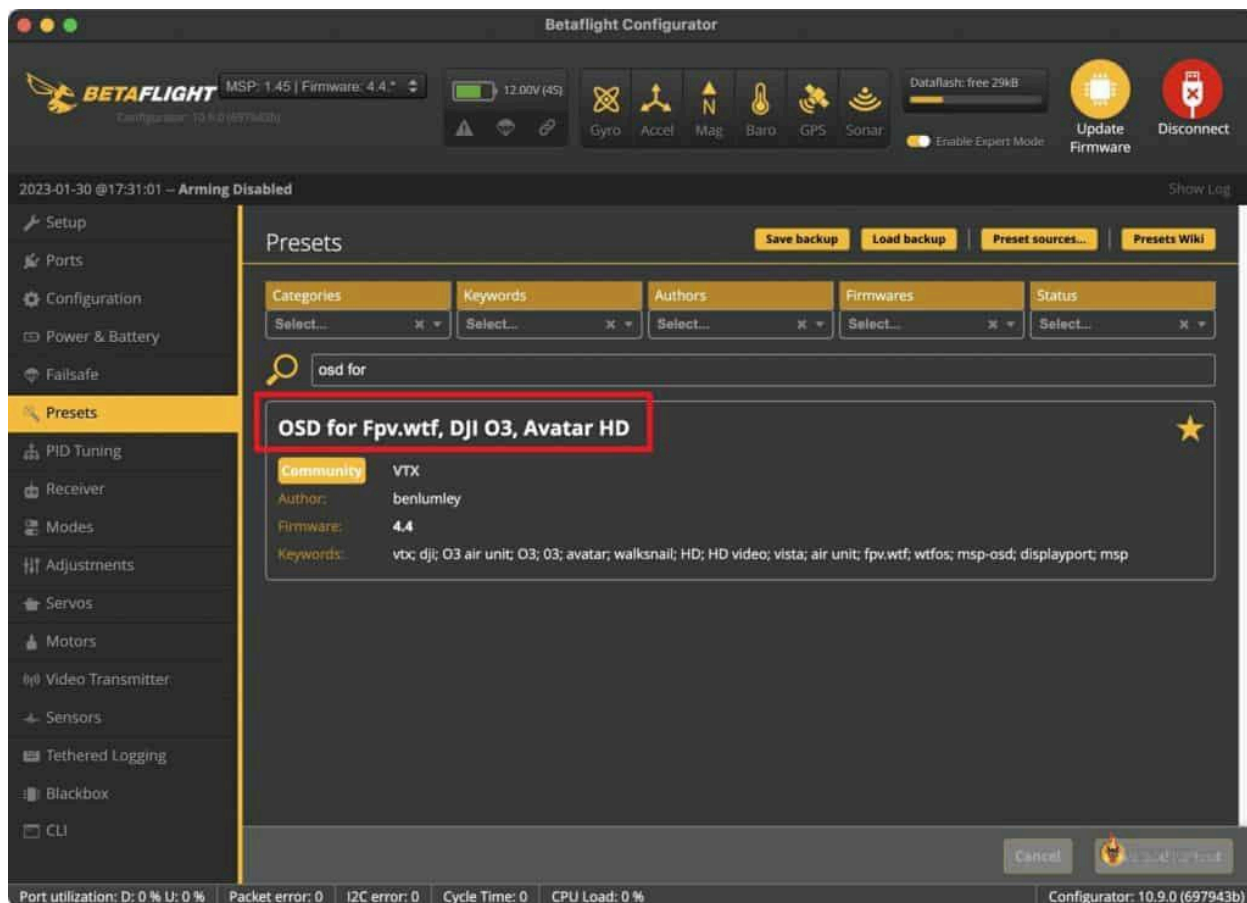 Betaflight Configurator
BETAFLIGHT
Configurator: 10.9.0 (697943b)
MSP: 1.45 | Firmware: 4.4.*
12.00V (4S)
Gyro Accel Mag Baro GPS Sonar
N
Dataflash: free 29kB
Enable Expert Mode
Update
Firmware
Disconnect
2023-01-30 @17:31:01 -- Arming Disabled
Show Log
Setup
Ports
Configuration
Power & Battery
Failsafe
Presets
PID Tuning
Receiver
Modes
Adjustments
Servos
Motors
Video Transmitter
Sensors
Tethered Logging
Blackbox
CLI
Presets
Save backup
Load backup
Preset sources...
Presets Wiki
Categories Keywords Authors Firmwares Status
Select... Select... Select... Select... Select...
osd for
OSD for Fpv.wtf, DJI O3, Avatar HD
Community VTX
Author: benlumley
Firmware: 4.4
Keywords: vtx; dji; O3 air unit; O3; 03; avatar; walksnail; HD; HD video; vista; air unit; fpv.wtf; wtfos; msp-osd; displayport; msp
Cancel
Port utilization: D: 0 % U: 0 % Packet error: 0 I2C error: 0 Cycle Time: 0 CPU Load: 0 % Configurator: 10.9.0 (697943b)